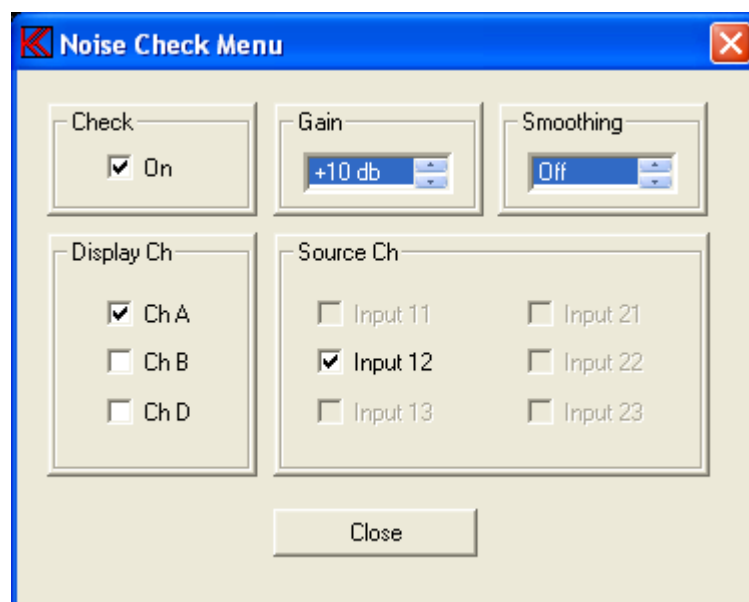 Noise Check Menu
Check
On
Gain
+10 db
Smoothing
Off
Display Ch
Ch A
Ch B
Ch D
Source Ch
Input 11
Input 21
Input 12
Input 22
Input 13
Input 23
Close